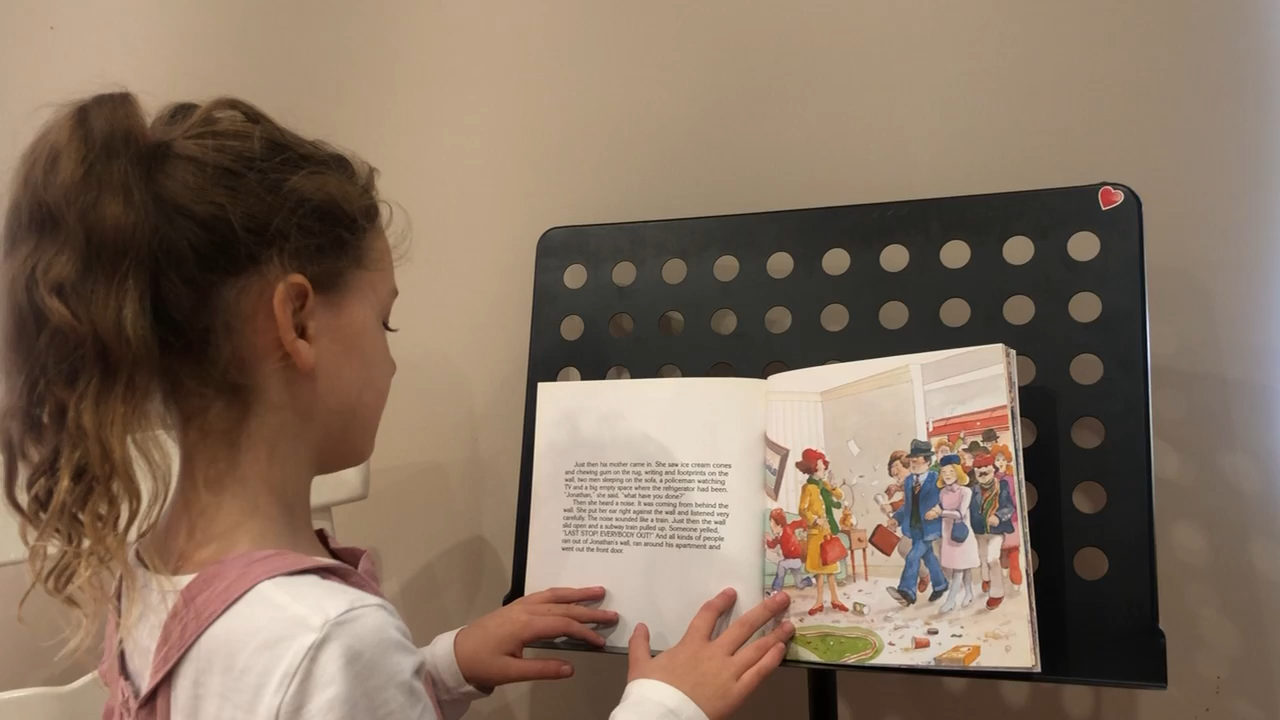 Just then his mother came in. She saw ice cream cones
and chewing gum on the rug, writing and footprints on the
wall, two men sleeping on the sofa, a policeman watching
TV and a big empty space where the refrigerator had been.
"Jonathan," she said, "what have you done?"
Then she heard a noise. It was coming from behind the
wall. She put her ear right against the wall and listened very
carefully. The noise sounded like a train. Just then the wall
slid open and a subway train pulled up. Someone yelled,
"LAST STOP! EVERYBODY OUT!" And all kinds of people
ran out of Jonathan's wall, ran around his apartment and
went out the front door.